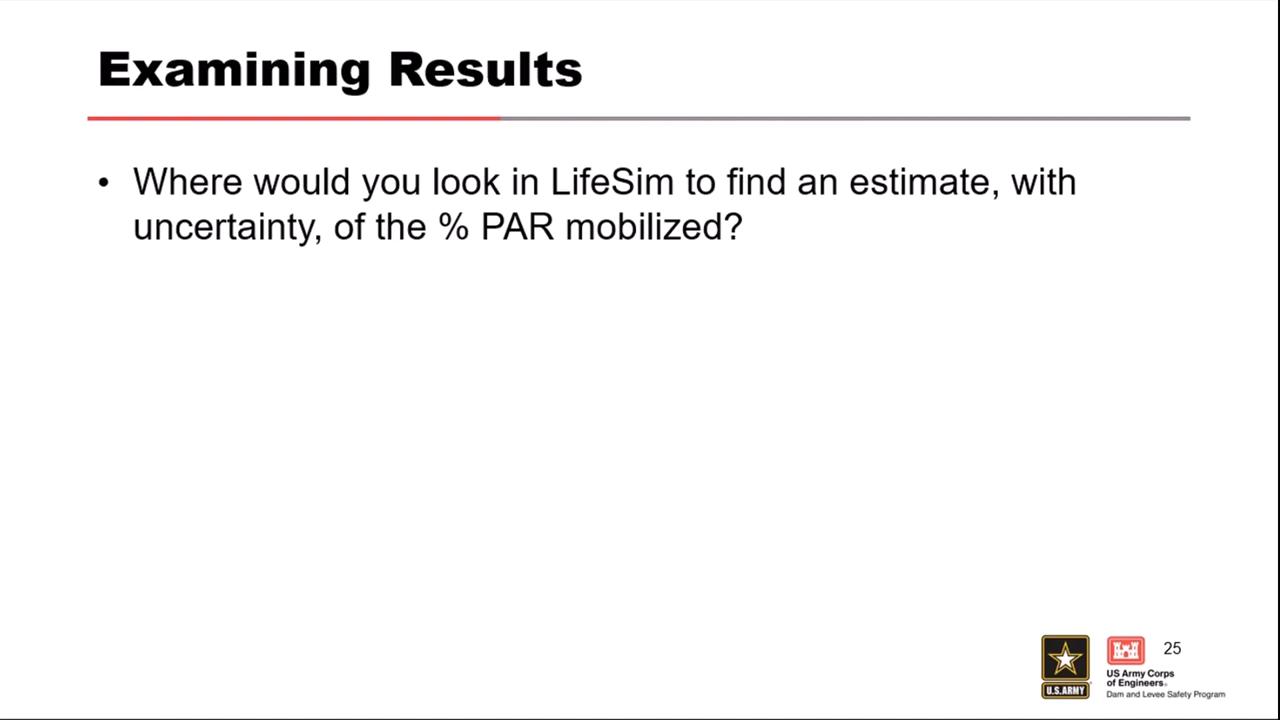 Examining Results
• Where would you look in LifeSim to find an estimate, with
uncertainty, of the % PAR mobilized?
25
U.S.ARMY
US Army Corps
of Engineers®
Dam and Levee Safety Program